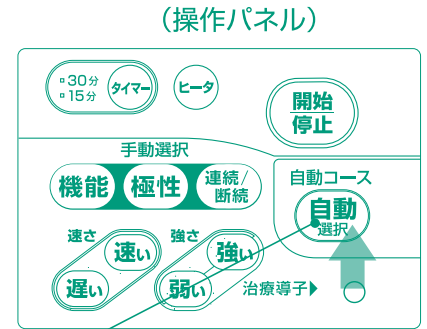 （操作パネル）
30分
15分
タイマー
ヒータ
開始
停止
手動選択
機能
極性
連続/
断続
自動コース
自動
選択
速さ
速い
遅い
強さ
強い
弱い
治療導子▶